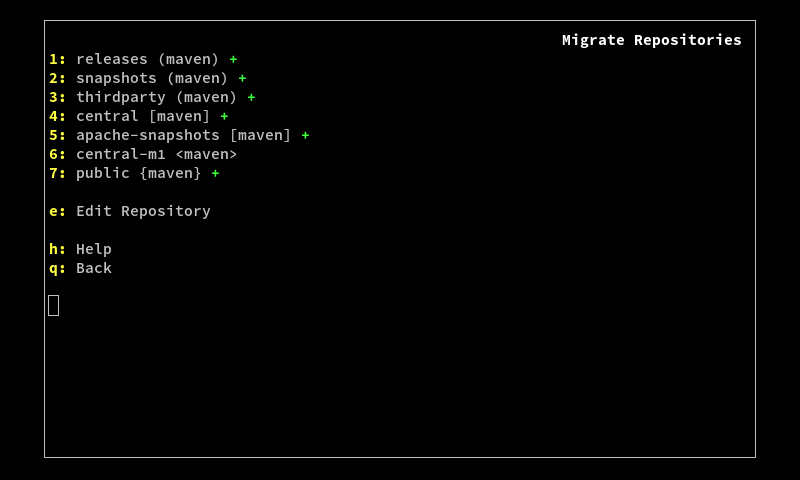 Migrate Repositories
1: releases (maven) +
2: snapshots (maven) +
3: thirdparty (maven) +
4: central [maven] +
5: apache-snapshots [maven] +
6: central-m1 <maven>
7: public {maven} +
e: Edit Repository
h: Help
q: Back